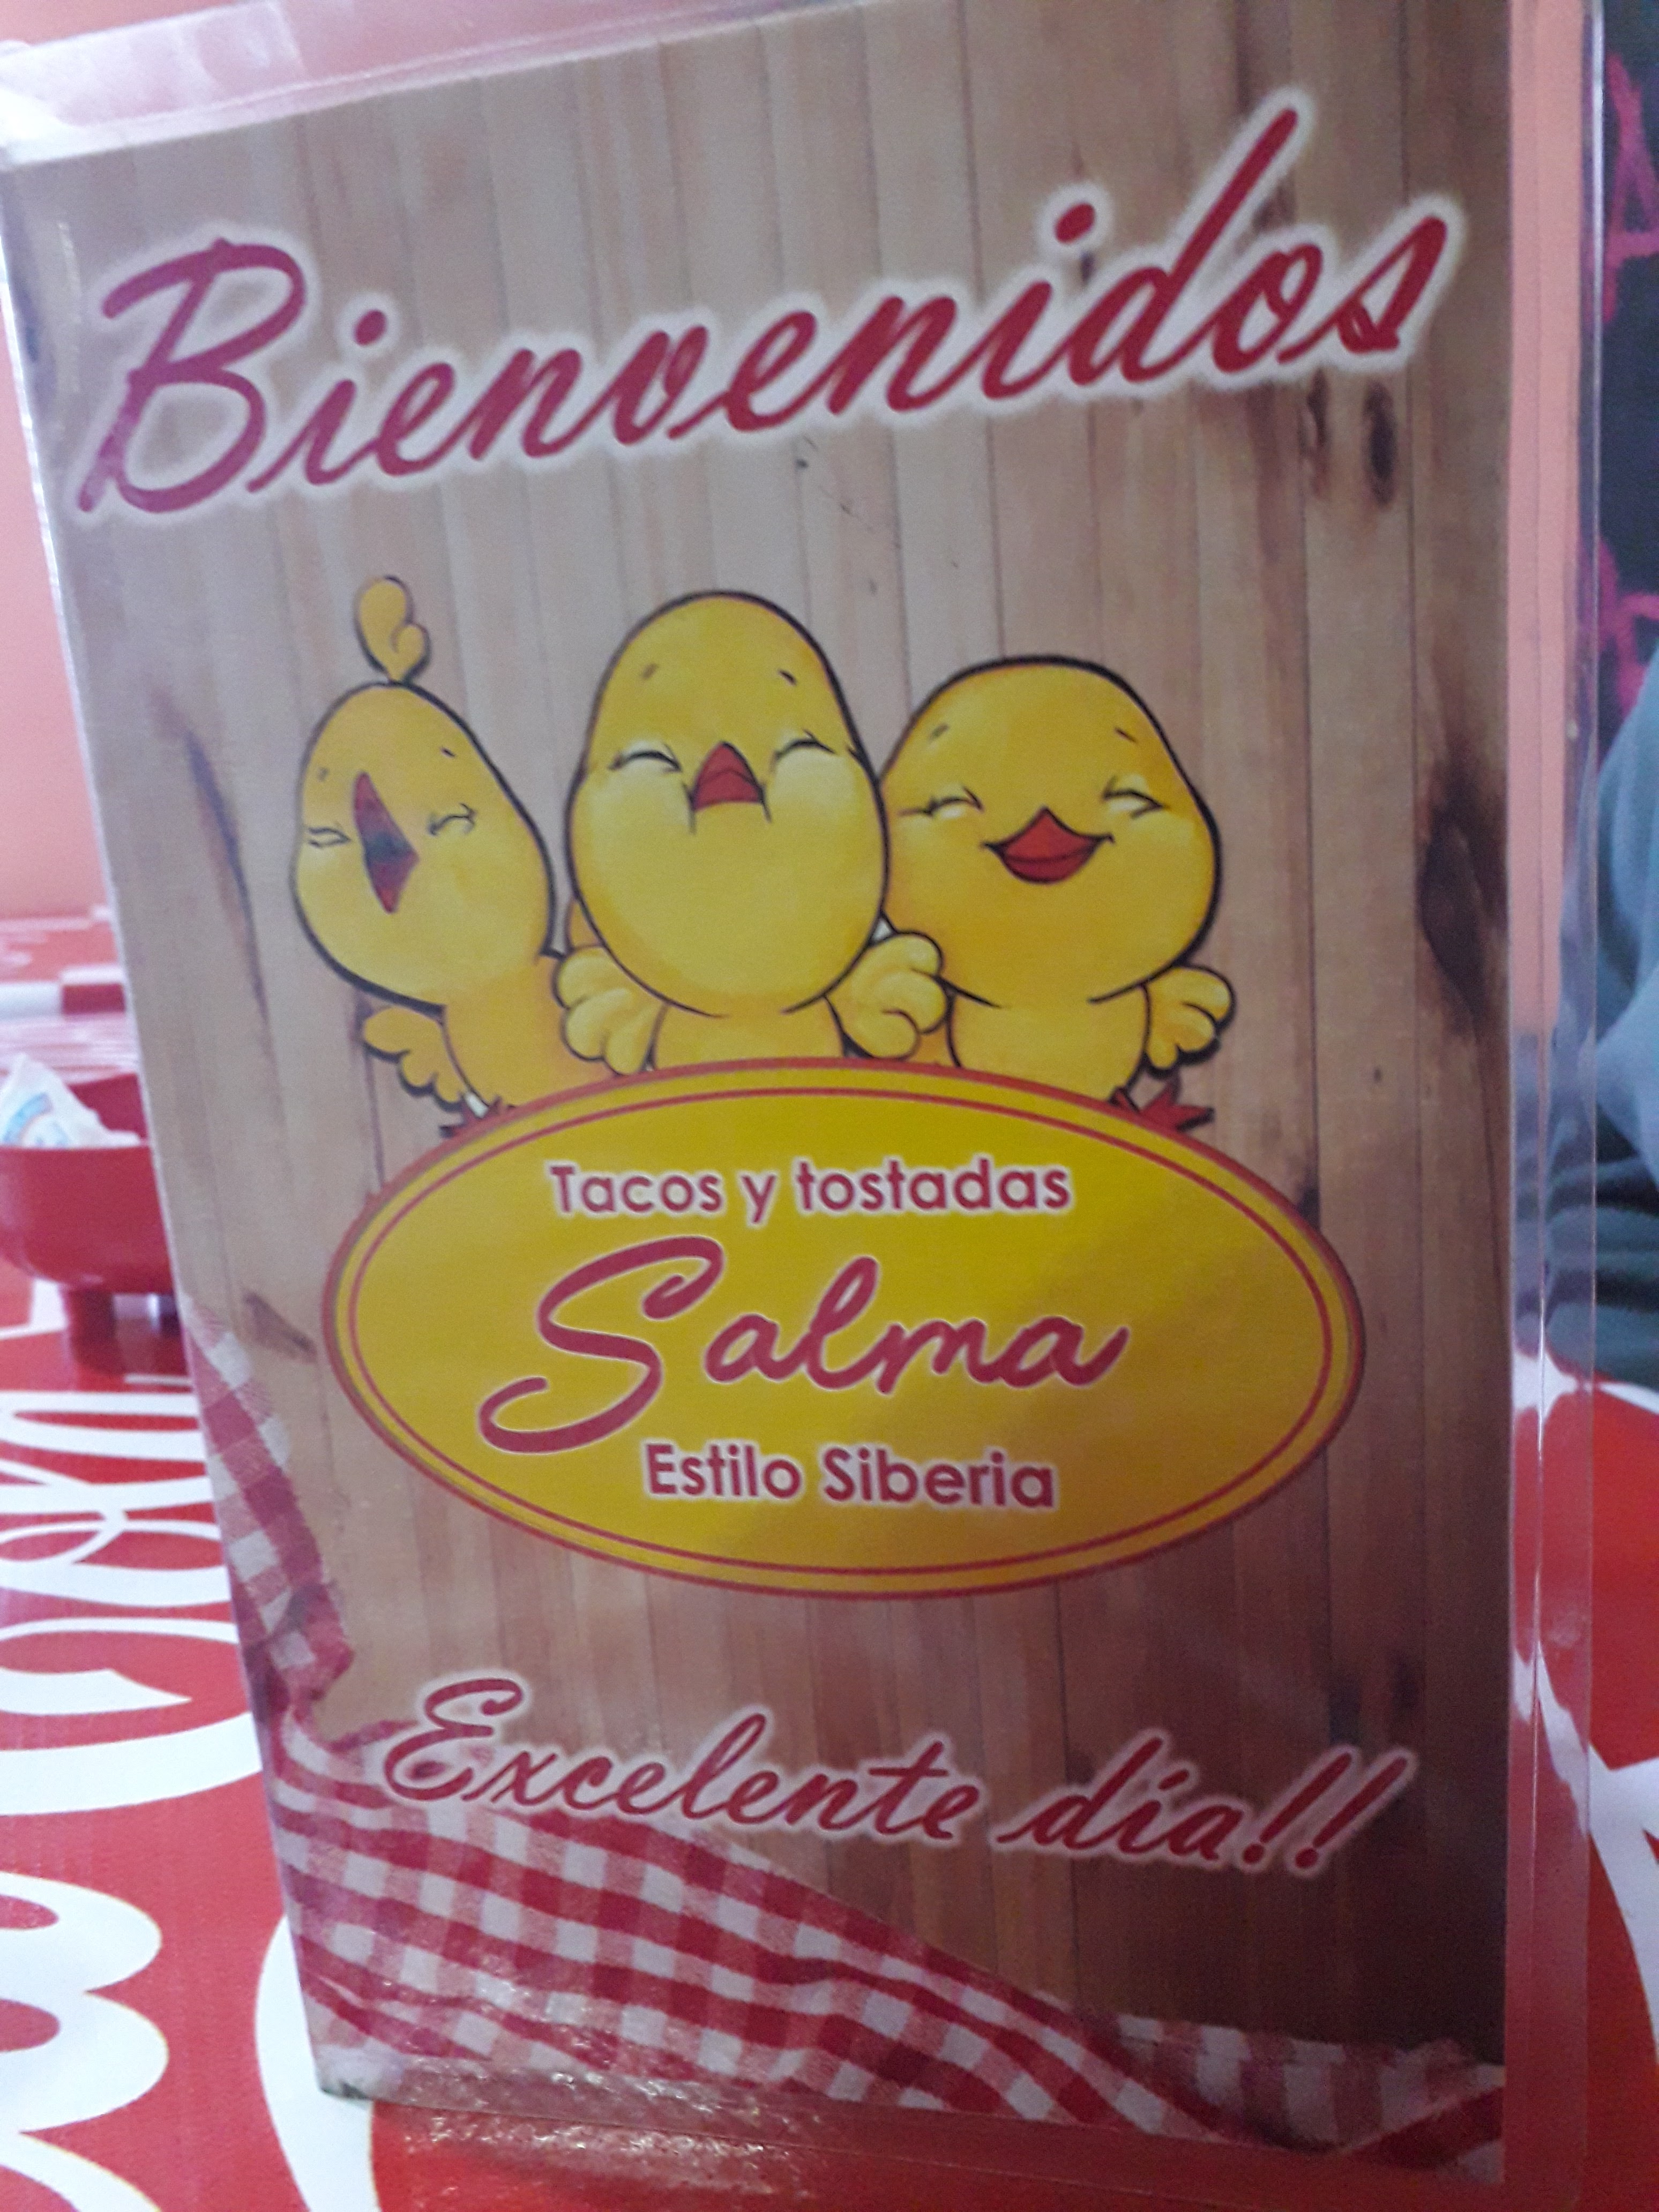 Bienvenidos
Tacos y tostadas
Salma
Estilo Siberia
Excelente día!!